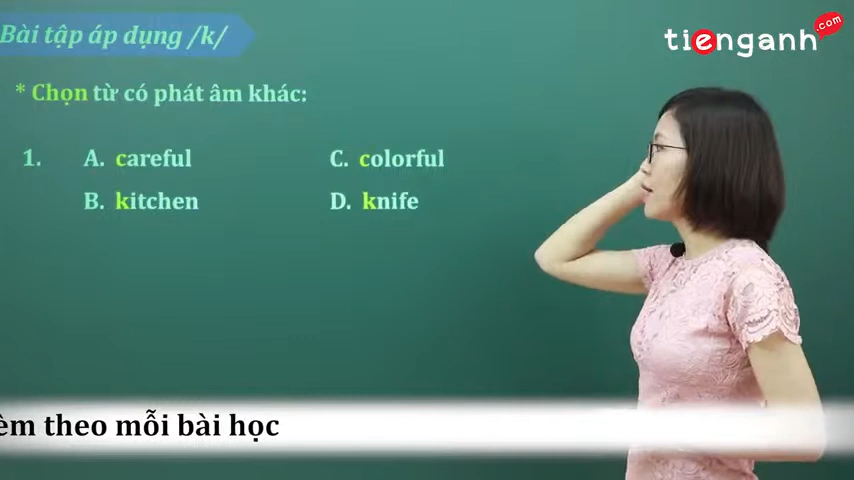 Bài tập áp dụng /k/
tienganh.com
* Chọn từ có phát âm khác:
1. A. careful C. colorful
B. kitchen D. knife
èm theo mỗi bài học